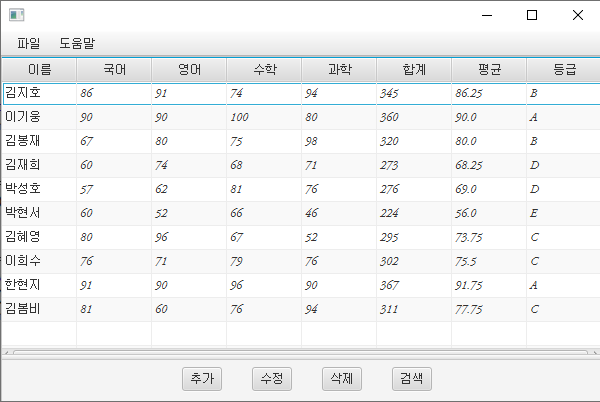 파일 도움말
이름 국어 영어 수학 과학 합계 평균 등급
김지호 86 91 74 94 345 86.25 B
이기웅 90 90 100 80 360 90.0 A
김봉재 67 80 75 98 320 80.0 B
김재희 60 74 68 71 273 68.25 D
박성호 57 62 81 76 276 69.0 D
박현서 60 52 66 46 224 56.0 E
김혜영 80 96 67 52 295 73.75 C
이희수 76 71 79 76 302 75.5 C
한현지 91 90 96 90 367 91.75 A
김봄비 81 60 76 94 311 77.75 C
추가 수정 삭제 검색